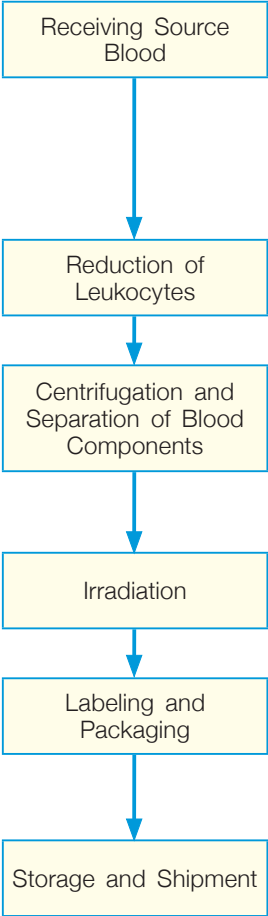 Receiving Source
Blood
Reduction of
Leukocytes
Centrifugation and
Separation of Blood
Components
Irradiation
Labeling and
Packaging
Storage and Shipment